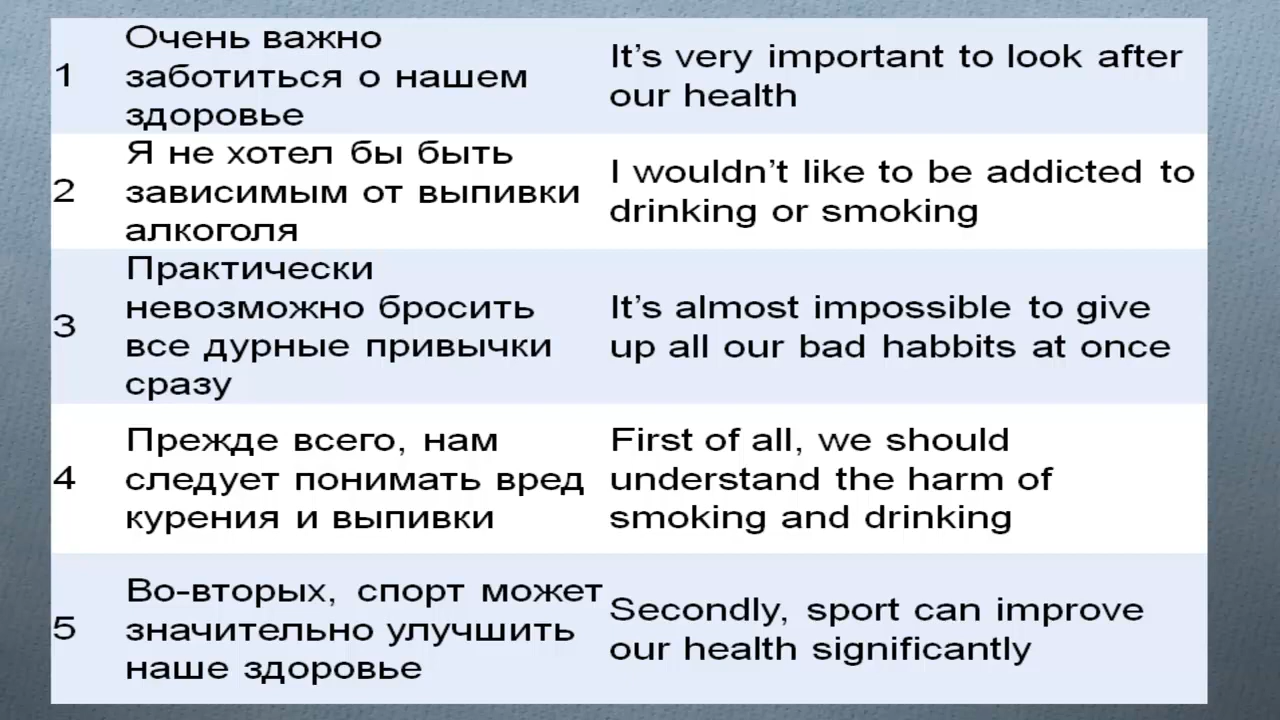 1
Очень важно
заботиться о нашем
здоровье
It's very important to look after
our health
2
Я не хотел бы быть
зависимым от выпивки
алкоголя
I wouldn't like to be addicted to
drinking or smoking
3
Практически
невозможно бросить
все дурные привычки
сразу
It's almost impossible to give
up all our bad habbits at once
4
Прежде всего, нам
следует понимать вред
курения и выпивки
First of all, we should
understand the harm of
smoking and drinking
5
Во-вторых, спорт может
значительно улучшить
наше здоровье
Secondly, sport can improve
our health significantly